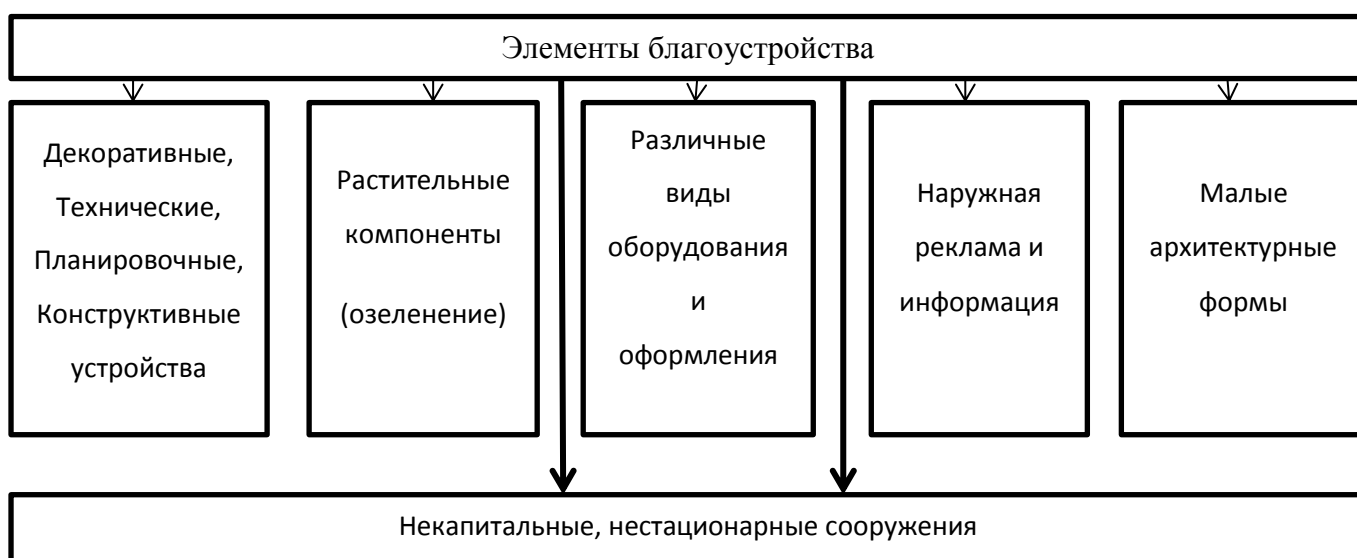 Элементы благоустройства
Декоративные,
Технические,
Планировочные,
Конструктивные
устройства
Растительные
компоненты
(озеленение)
Различные
виды
оборудования
и
оформления
Наружная
реклама и
информация
Малые
архитектурные
формы
Некапитальные, нестационарные сооружения